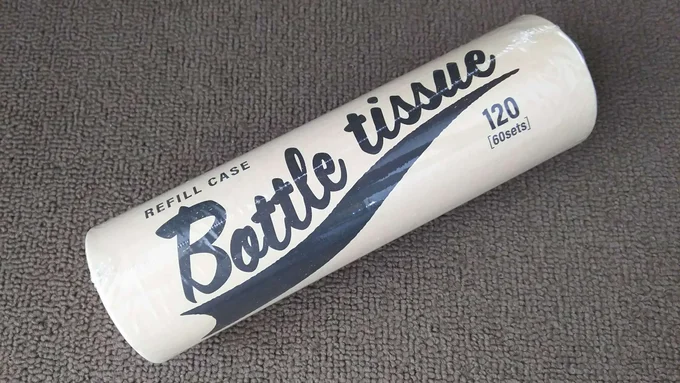 REFILL CASE
Bottle tissue
120
[60sets]